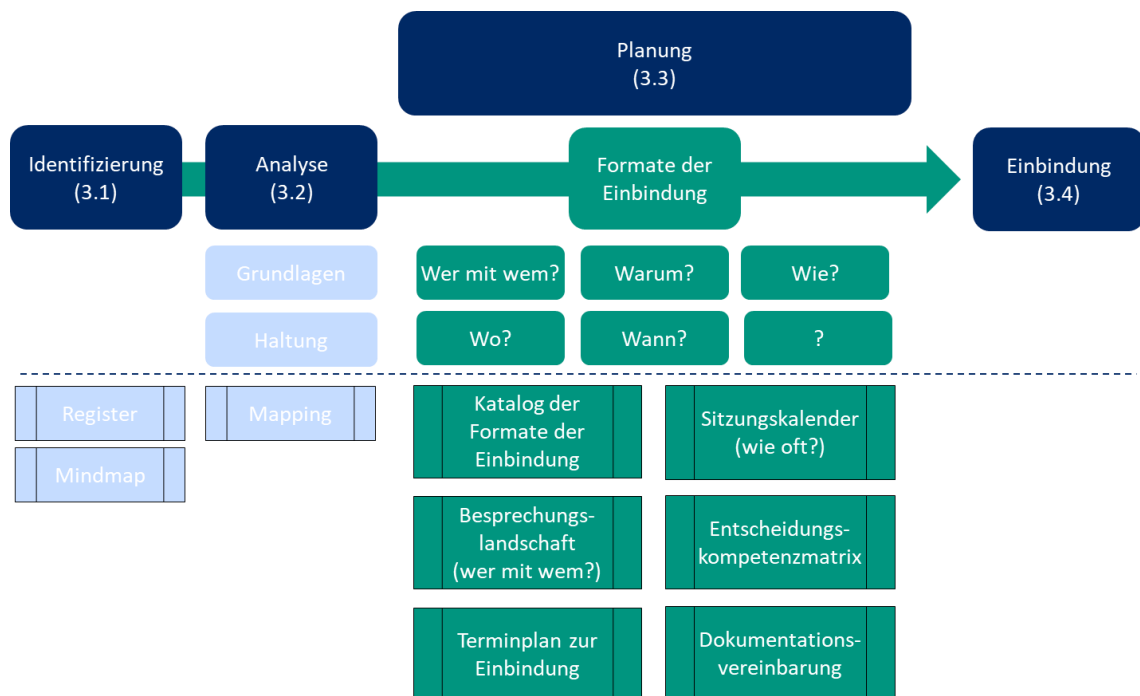 Planung
(3.3)
Identifizierung
(3.1)
Analyse
(3.2)
Formate der
Einbindung
Einbindung
(3.4)
Grundlagen
Wer mit wem?
Warum?
Wie?
Haltung
Wo?
Wann?
?
Register
Mapping
Mindmap
Katalog der
Formate der
Einbindung
Sitzungskalender
(wie oft?)
Besprechungs-
landschaft
(wer mit wem?)
Entscheidungs-
kompetenzmatrix
Terminplan zur
Einbindung
Dokumentations-
vereinbarung